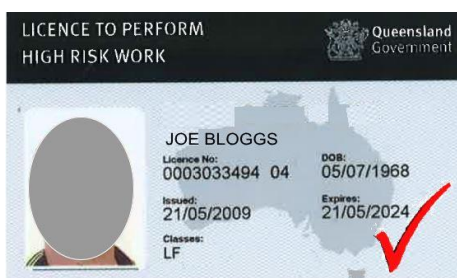 LICENCE TO PERFORM
HIGH RISK WORK
Queensland
Government
JOE BLOGGS
Licence No:
0003033494 04
DOB:
05/07/1968
Issued:
21/05/2009
Expires:
21/05/2024
Classes:
LF